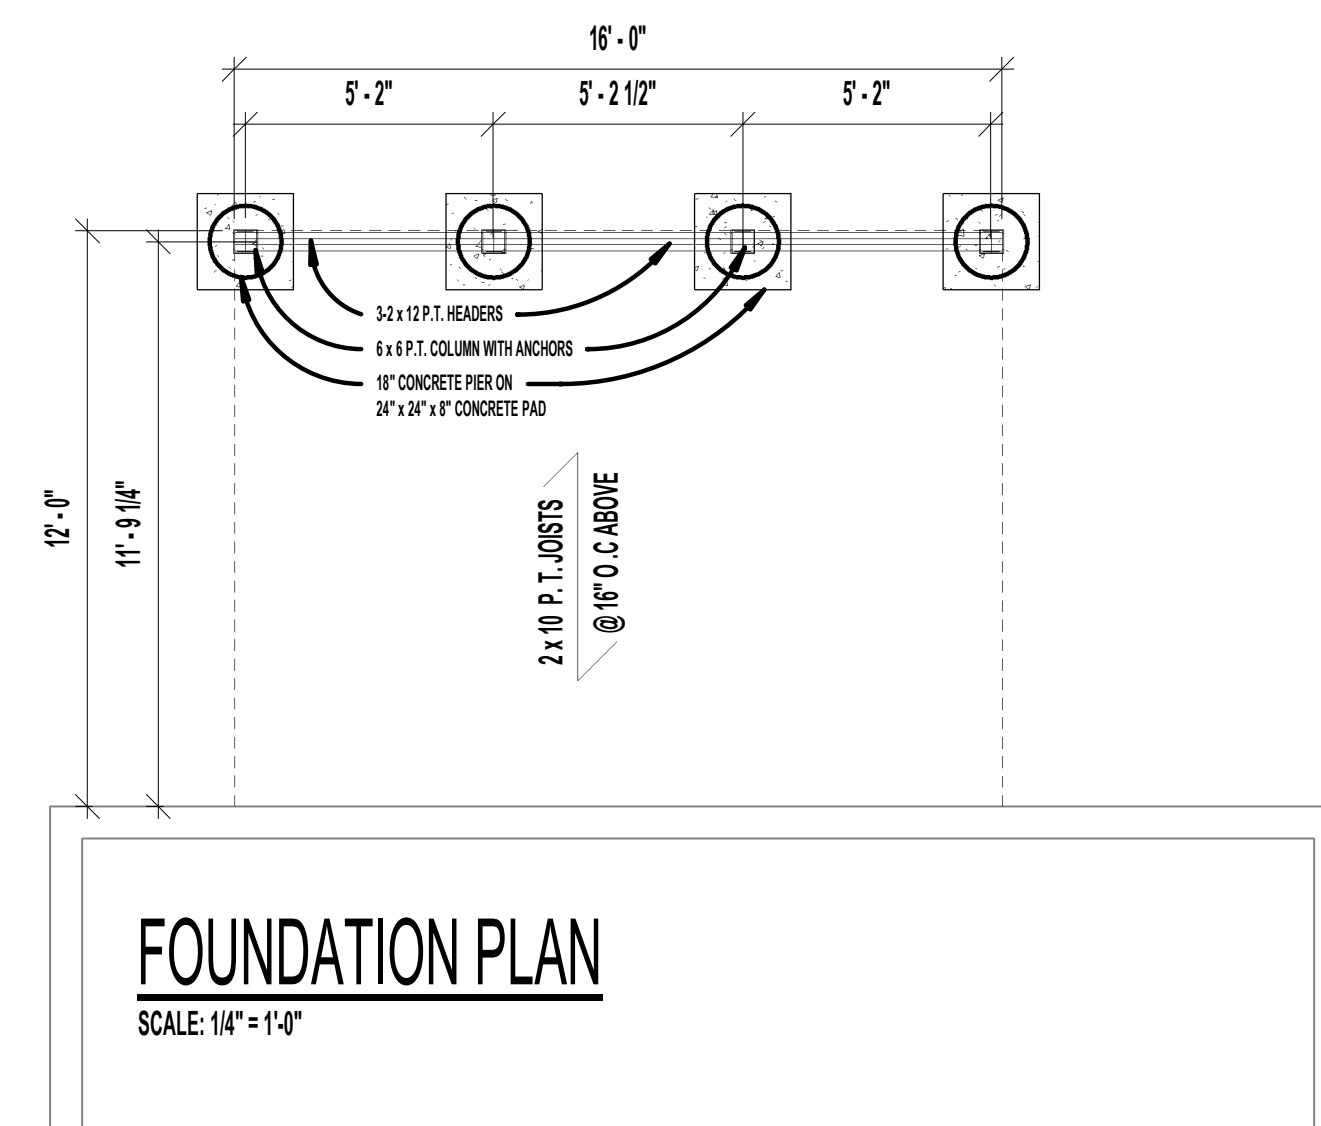 16' - 0"
5' - 2"
5' - 2 1/2"
5' - 2"
3-2 x 12 P.T. HEADERS
6 x 6 P.T. COLUMN WITH ANCHORS
18" CONCRETE PIER ON
24" x 24" x 8" CONCRETE PAD
12' - 0"
11' - 9 1/4"
2 x 10 P. T. JOISTS
@ 16" O .C ABOVE
FOUNDATION PLAN
SCALE: 1/4" = 1'-0"